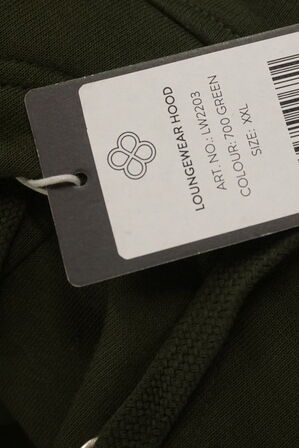 LOUNGEWEAR HOOD
ART. NO.: LW2203
COLOUR: 700 GREEN
SIZE: XXL